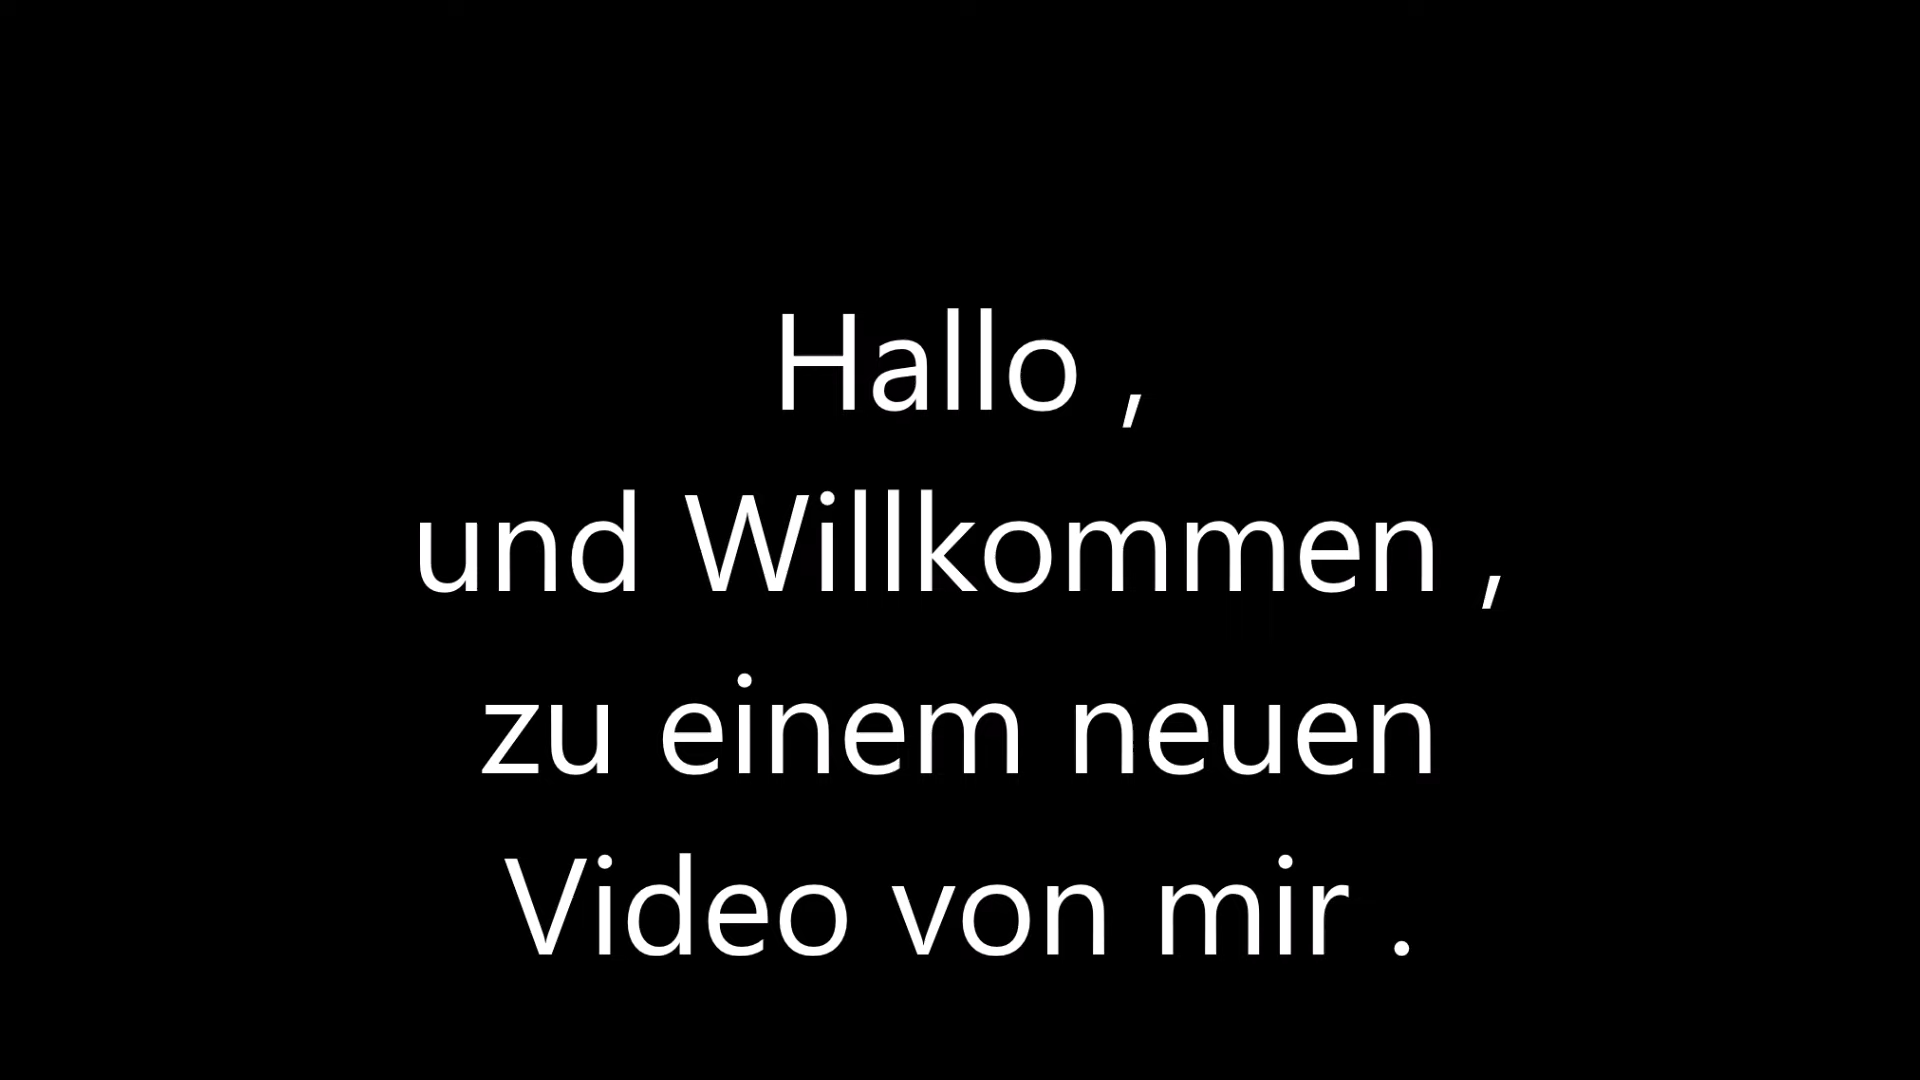 Hallo ,
und Willkommen ,
zu einem neuen
Video von mir .